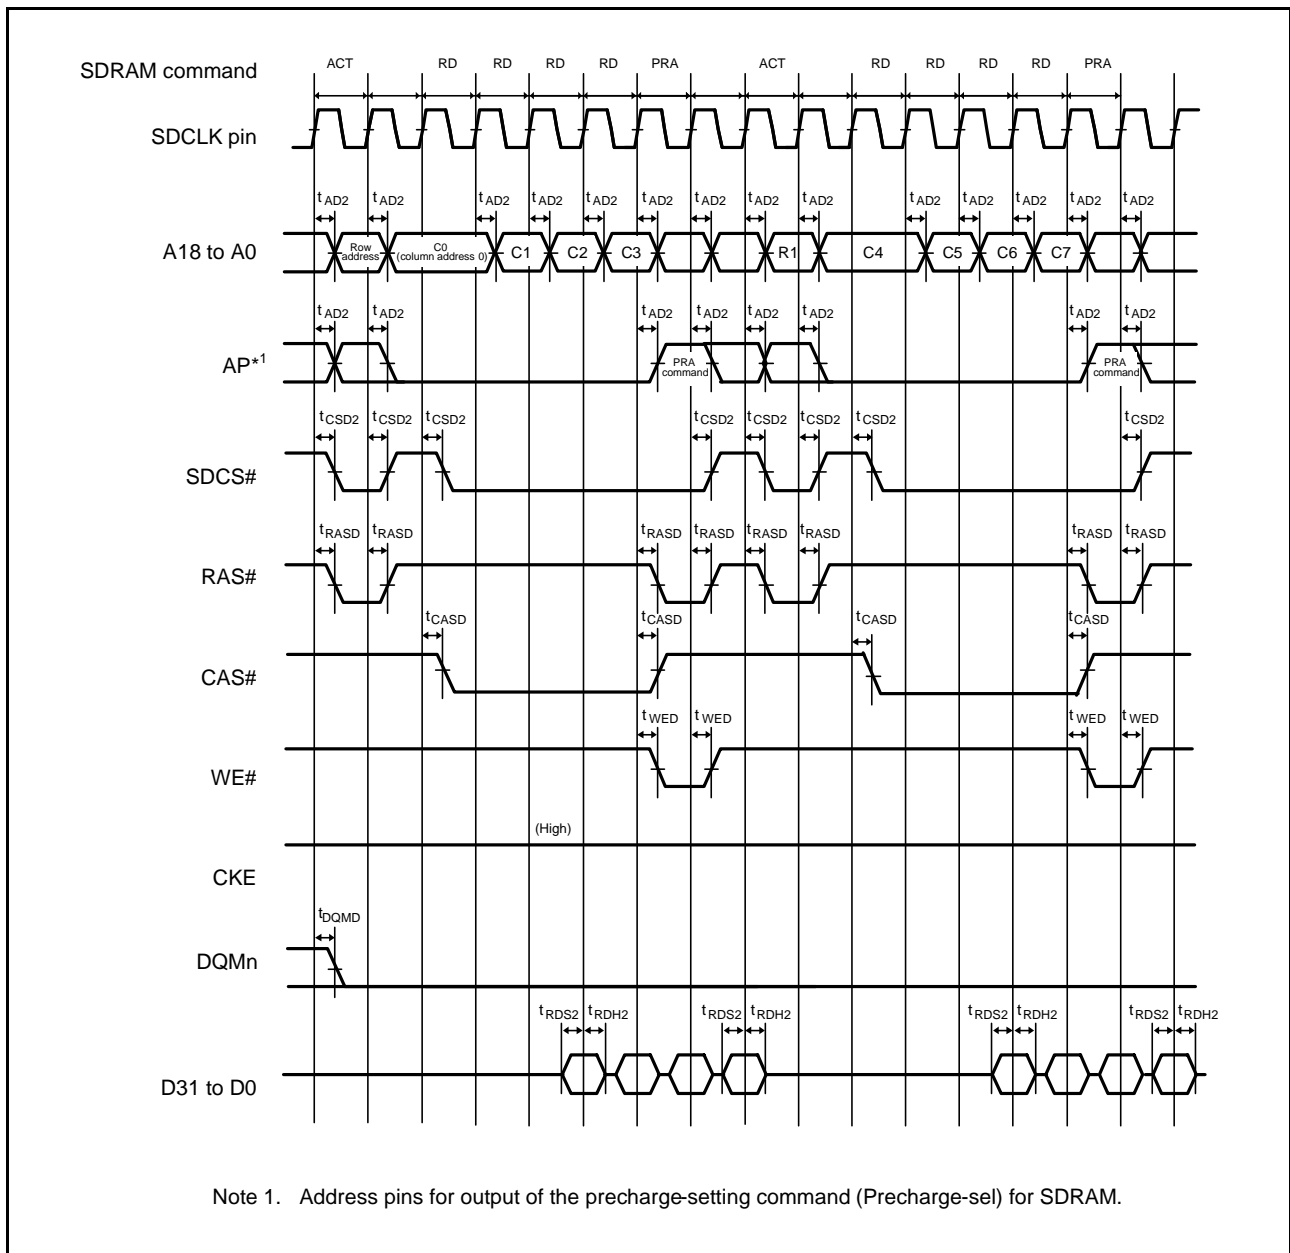 SDRAM command ACT RD RD RD RD PRA ACT RD RD RD RD PRA
SDCLK pin
tAD2 tAD2 tAD2 tAD2 tAD2 tAD2 tAD2 tAD2 tAD2 tAD2 tAD2 tAD2 tAD2 tAD2
A18 to A0
Row address
C0 (column address 0)
C1 C2 C3 R1 C4 C5 C6 C7
tAD2 tAD2 tAD2 tAD2 tAD2 tAD2 tAD2 tAD2
AP*1
PRA command
PRA command
tCSD2 tCSD2 tCSD2 tCSD2 tCSD2 tCSD2 tCSD2 tCSD2
SDCS#
tRASD tRASD tRASD tRASD tRASD tRASD tRASD tRASD
RAS#
tCASD tCASD tCASD tCASD
CAS#
tWED tWED tWED tWED
WE#
(High)
CKE
tDQMD
DQMn
tRDS2 tRDH2 tRDS2 tRDH2 tRDS2 tRDH2 tRDS2 tRDH2
D31 to D0
Note 1. Address pins for output of the precharge-setting command (Precharge-sel) for SDRAM.